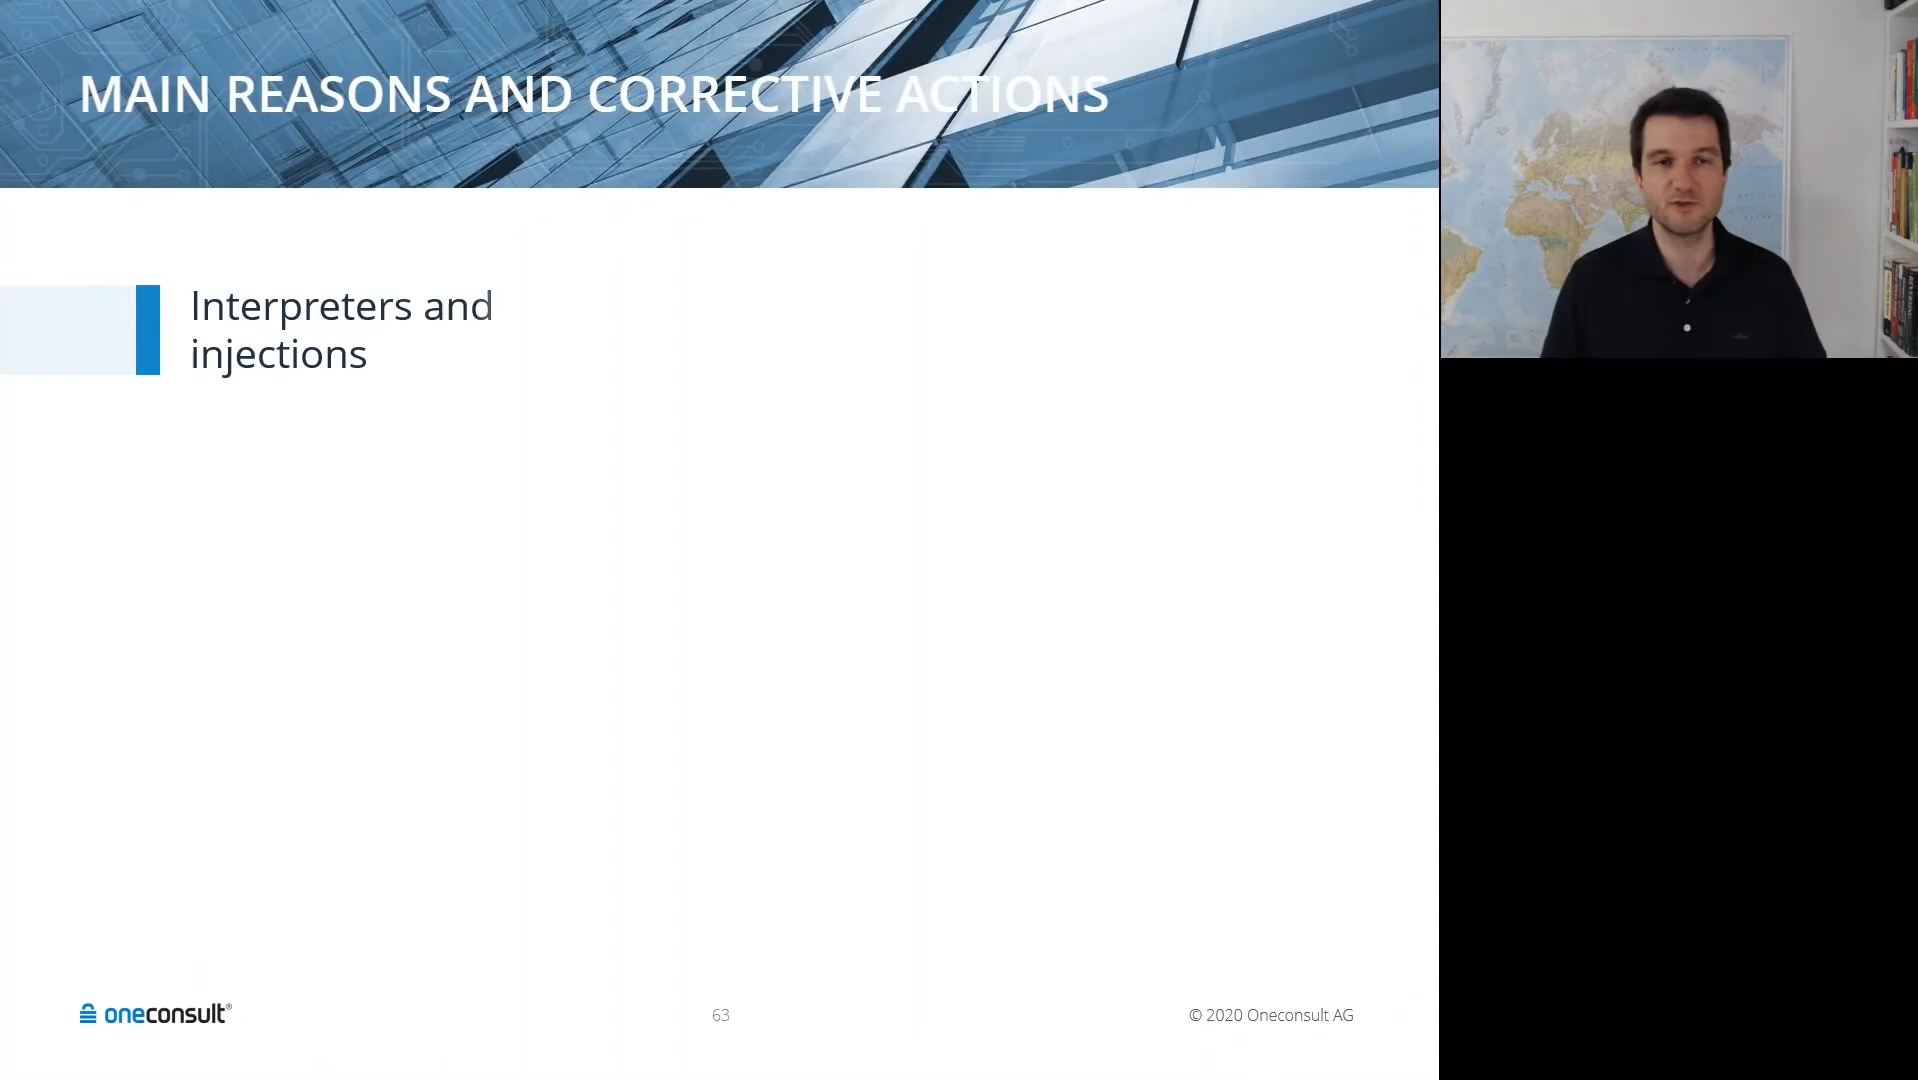 MAIN REASONS AND CORRECTIVE ACTIONS
Interpreters and
injections
oneconsult®
63
© 2020 Oneconsult AG